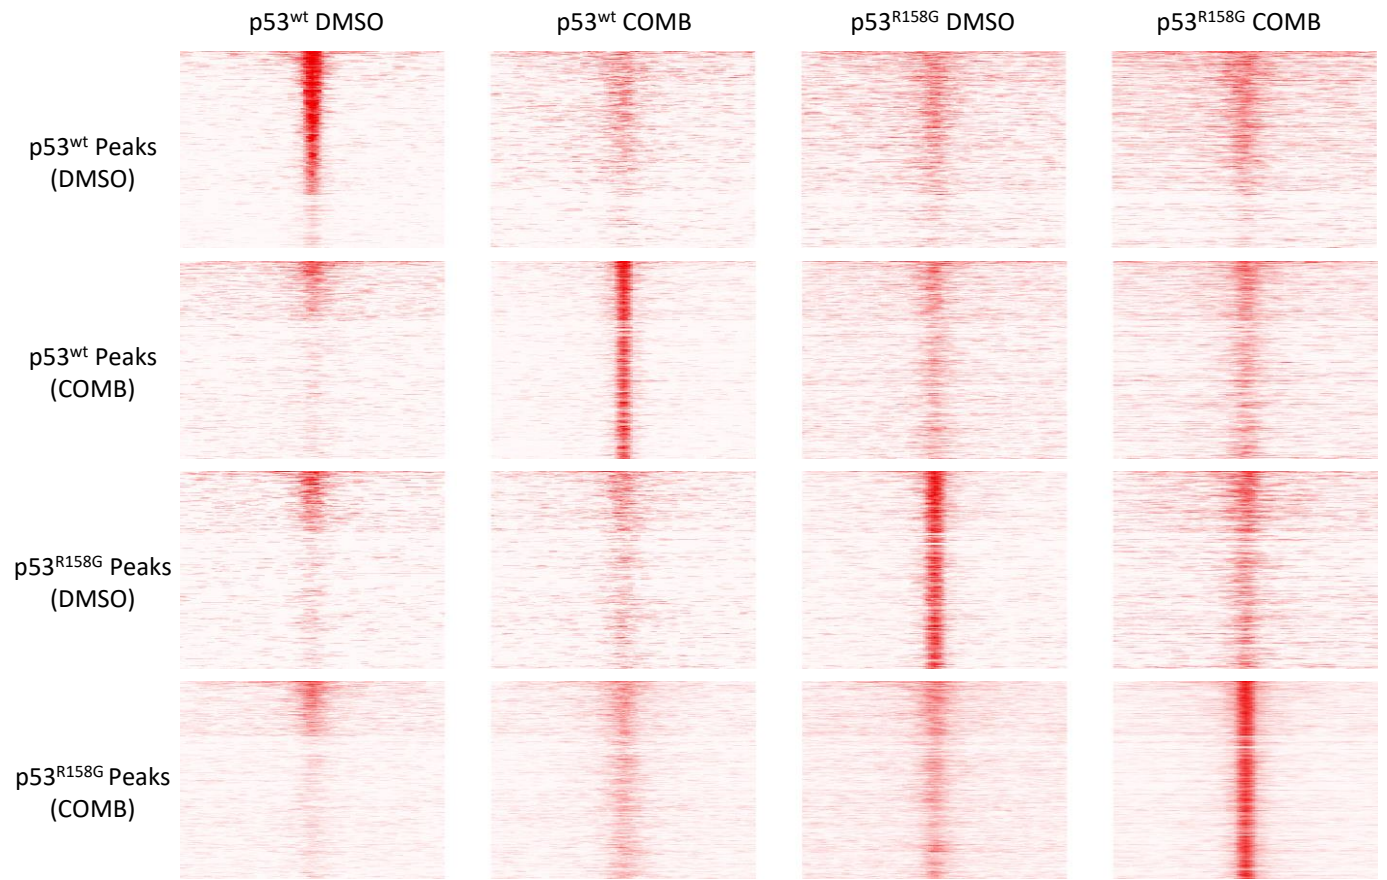 p53ʷᵗ DMSO p53ʷᵗ COMB p53ᴿ¹⁵⁸ᴳ DMSO p53ᴿ¹⁵⁸ᴳ COMB
p53ʷᵗ Peaks
(DMSO)
p53ʷᵗ Peaks
(COMB)
p53ᴿ¹⁵⁸ᴳ Peaks
(DMSO)
p53ᴿ¹⁵⁸ᴳ Peaks
(COMB)